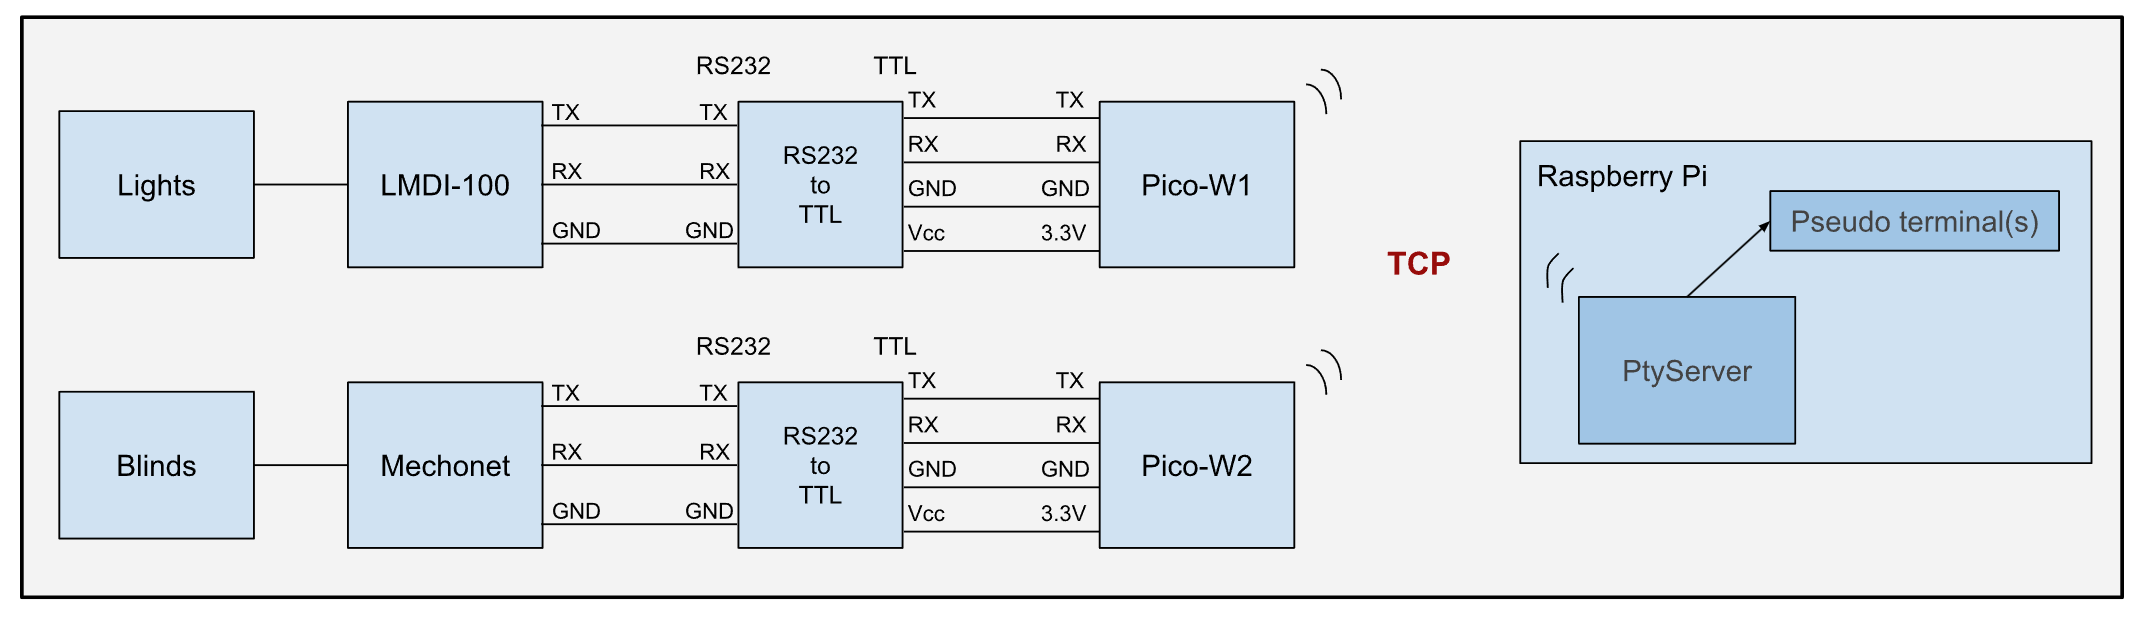 RS232 TTL
Lights
LMDI-100
TX TX
RX RX
GND GND
RS232
to
TTL
TX TX
RX RX
GND GND
Vcc 3.3V
Pico-W1
TCP
Raspberry Pi
Pseudo terminal(s)
PtyServer
RS232 TTL
Blinds
Mechonet
TX TX
RX RX
GND GND
RS232
to
TTL
TX TX
RX RX
GND GND
Vcc 3.3V
Pico-W2